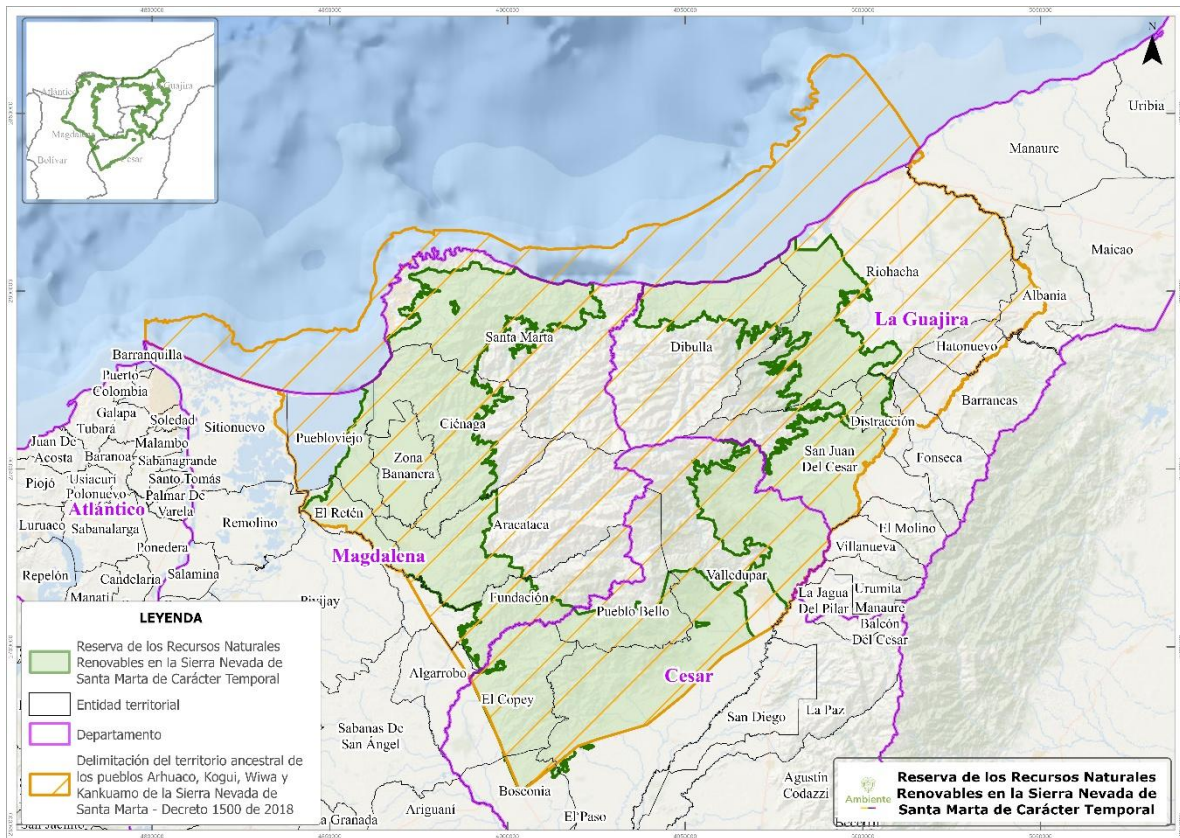 Atlántico
La Guajira
Magdalena
Bolívar
Cesar
N
Uribia
Manaure
Maicao
Riohacha
Albania
La Guajira
Santa Marta
Dibulla
Hatonuevo
Barranquilla
Barrancas
Puerto
Colombia
Galapa
Soledad
Sitionuevo
Tubará
Puebloviejo
Ciénaga
Distracción
Juan De
Acosta
Malambo
Baranoa
Sabanagrande
Zona
Bananera
San Juan
Del Cesar
Fonseca
Piojó
Usiacuri
Santo Tomás
Polonuevo
Palmar De
Varela
Atlántico
El Retén
Aracataca
Luruaco
Sabanalarga
Remolino
El Molino
Ponedera
Magdalena
Villanueva
Repelón
Candelaria
Salamina
Valledupar
Manatí
Fundación
La Jagua
Del Pilar
Urumita
Pivijay
Pueblo Bello
Manaure
Balcón
Del Cesar
Algarrobo
Cesar
El Copey
La Paz
San Diego
Sabanas De
San Ángel
Agustín
Codazzi
Bosconia
Ariguaní
El Paso
La Granada
Becerril
San Jacinto
LEYENDA
Reserva de los Recursos Naturales
Renovables en la Sierra Nevada de
Santa Marta de Carácter Temporal
Entidad territorial
Departamento
Delimitación del territorio ancestral de
los pueblos Arhuaco, Kogui, Wiwa y
Kankuamo de la Sierra Nevada de
Santa Marta - Decreto 1500 de 2018
Ambiente
Reserva de los Recursos Naturales
Renovables en la Sierra Nevada de
Santa Marta de Carácter Temporal